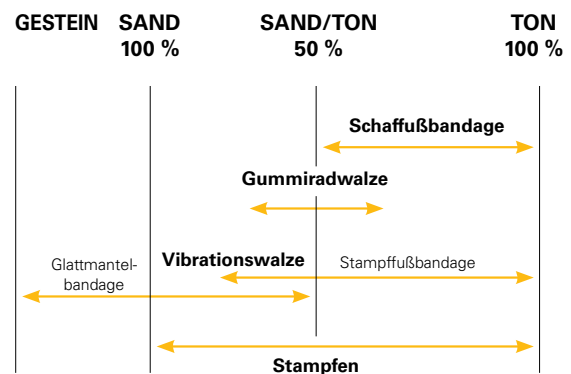 GESTEIN SAND SAND/TON TON
100 % 50 % 100 %
Schaffußbandage
Gummiradwalze
Glattmantel-
bandage
Vibrationswalze
Stampffußbandage
Stampfen